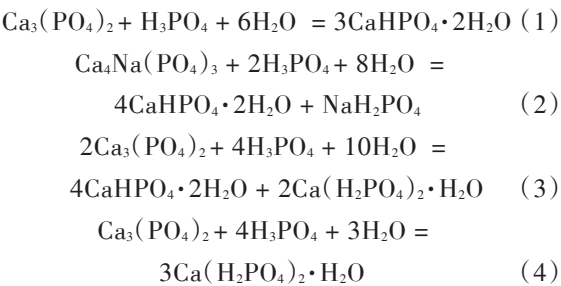 Ca₃(PO₄)₂ + H₃PO₄ + 6H₂O = 3CaHPO₄·2H₂O (1)
Ca₄Na(PO₄)₃ + 2H₃PO₄ + 8H₂O =
4CaHPO₄·2H₂O + NaH₂PO₄ (2)
2Ca₃(PO₄)₂ + 4H₃PO₄ + 10H₂O =
4CaHPO₄·2H₂O + 2Ca(H₂PO₄)₂·H₂O (3)
Ca₃(PO₄)₂ + 4H₃PO₄ + 3H₂O =
3Ca(H₂PO₄)₂·H₂O (4)